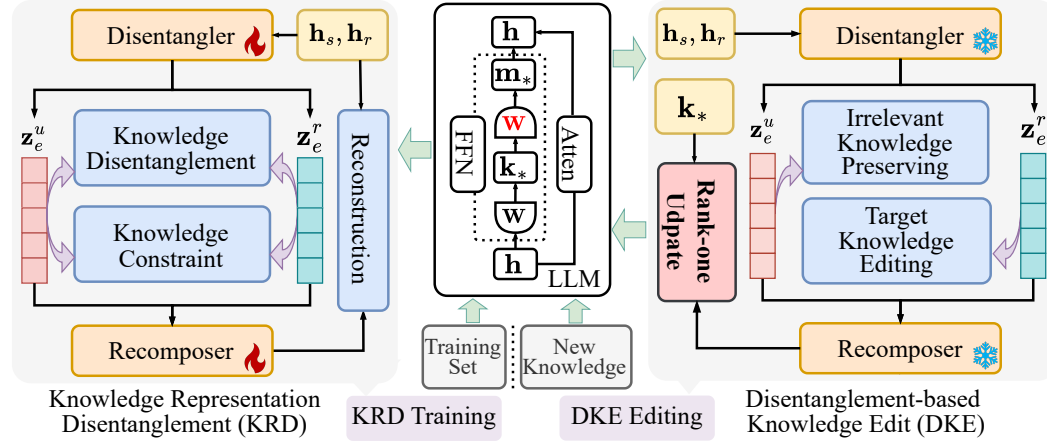 Disentangler
h_s, h_r
z_e^u
z_e^r
Knowledge
Disentanglement
Knowledge
Constraint
Reconstruction
Recomposer
Knowledge Representation
Disentanglement (KRD)
KRD Training
h
m_*
w
FFN
Atten
k_*
w
h
LLM
Training
Set
New
Knowledge
DKE Editing
h_s, h_r
Disentangler
k_*
z_e^u
z_e^r
Irrelevant
Knowledge
Preserving
Rank-one
Udpate
Target
Knowledge
Editing
Recomposer
Disentanglement-based
Knowledge Edit (DKE)